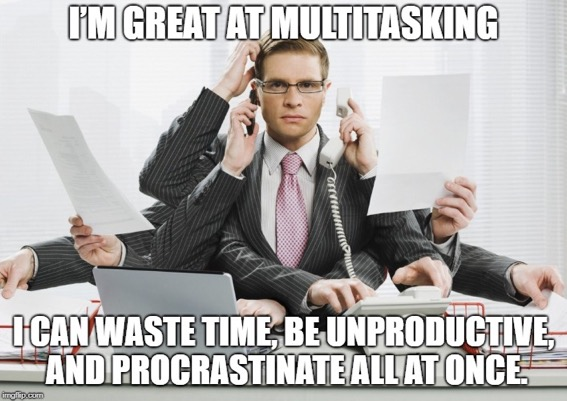 I'M GREAT AT MULTITASKING
I CAN WASTE TIME, BE UNPRODUCTIVE,
AND PROCRASTINATE ALL AT ONCE.
imgflip.com